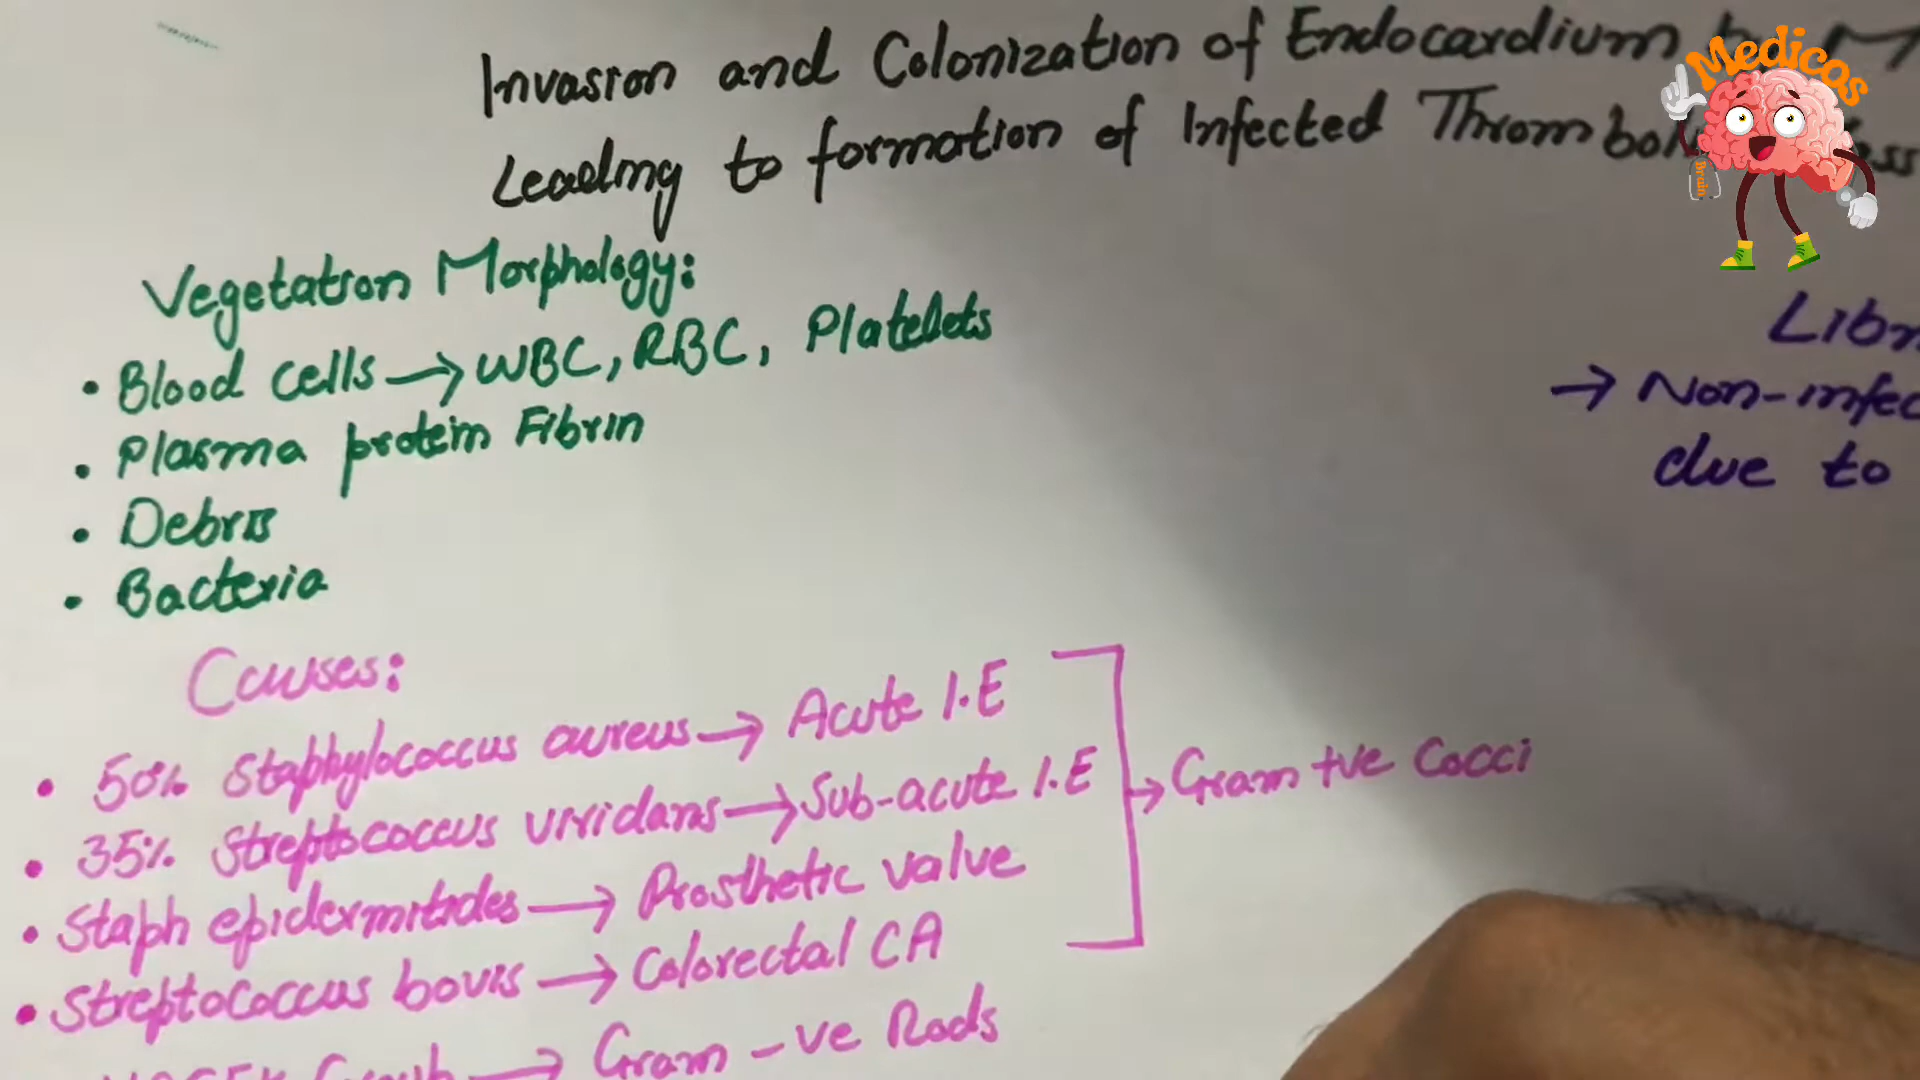 Invasion and Colonization of Endocardium
Leading to formation of Infected
Medicos
Brain
Vegetation Morphology:
• Blood cells → WBC, RBC, Platelets
• Plasma protein Fibrin
• Debris
• Bacteria
→ Non-infec
due to
Causes:
• 50% Staphylococcus aureus → Acute I.E
• 35% Streptococcus viridans → Sub-acute I.E
→ Gram +ve Cocci
• Staph epidermitides → Prosthetic valve
• Streptococcus bovis → Colorectal CA
→ Gram -ve Rods